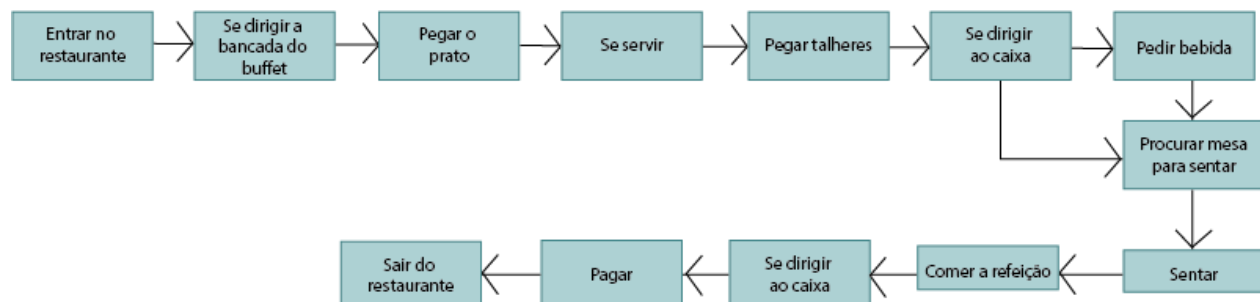 Entrar no
restaurante
Se dirigir a
bancada do
buffet
Pegar o
prato
Se servir
Pegar talheres
Se dirigir
ao caixa
Pedir bebida
Procurar mesa
para sentar
Sentar
Comer a refeição
Se dirigir
ao caixa
Pagar
Sair do
restaurante